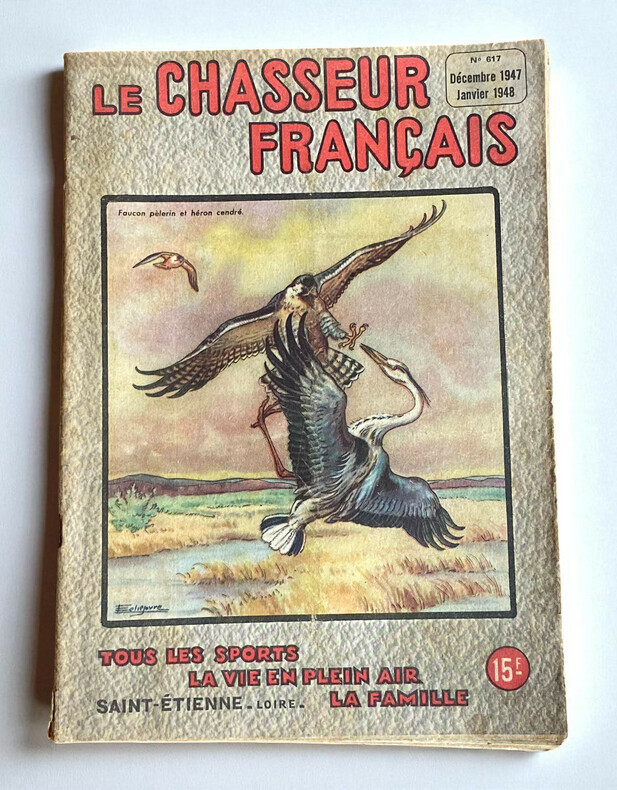 Nº 617
Décembre 1947
Janvier 1948
LE CHASSEUR
FRANÇAIS
Faucon pèlerin et héron cendré.
TOUS LES SPORTS
LA VIE EN PLEIN AIR
SAINT-ÉTIENNE - LOIRE - LA FAMILLE
15F